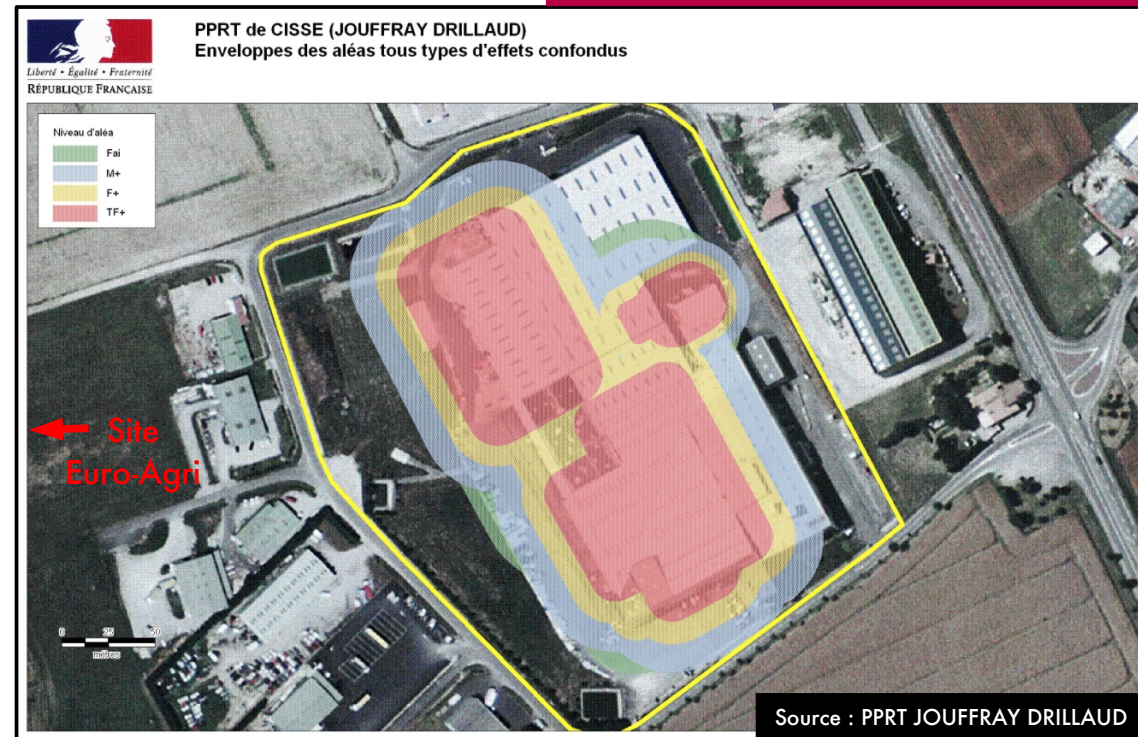 PPRT de CISSE (JOUFFRAY DRILLAUD)
Enveloppes des aléas tous types d'effets confondus
Liberté • Égalité • Fraternité
RÉPUBLIQUE FRANÇAISE
Niveau d'aléa
Fai
M+
F+
TF+
Site
Euro-Agri
0 25 50
mètres
Source : PPRT JOUFFRAY DRILLAUD